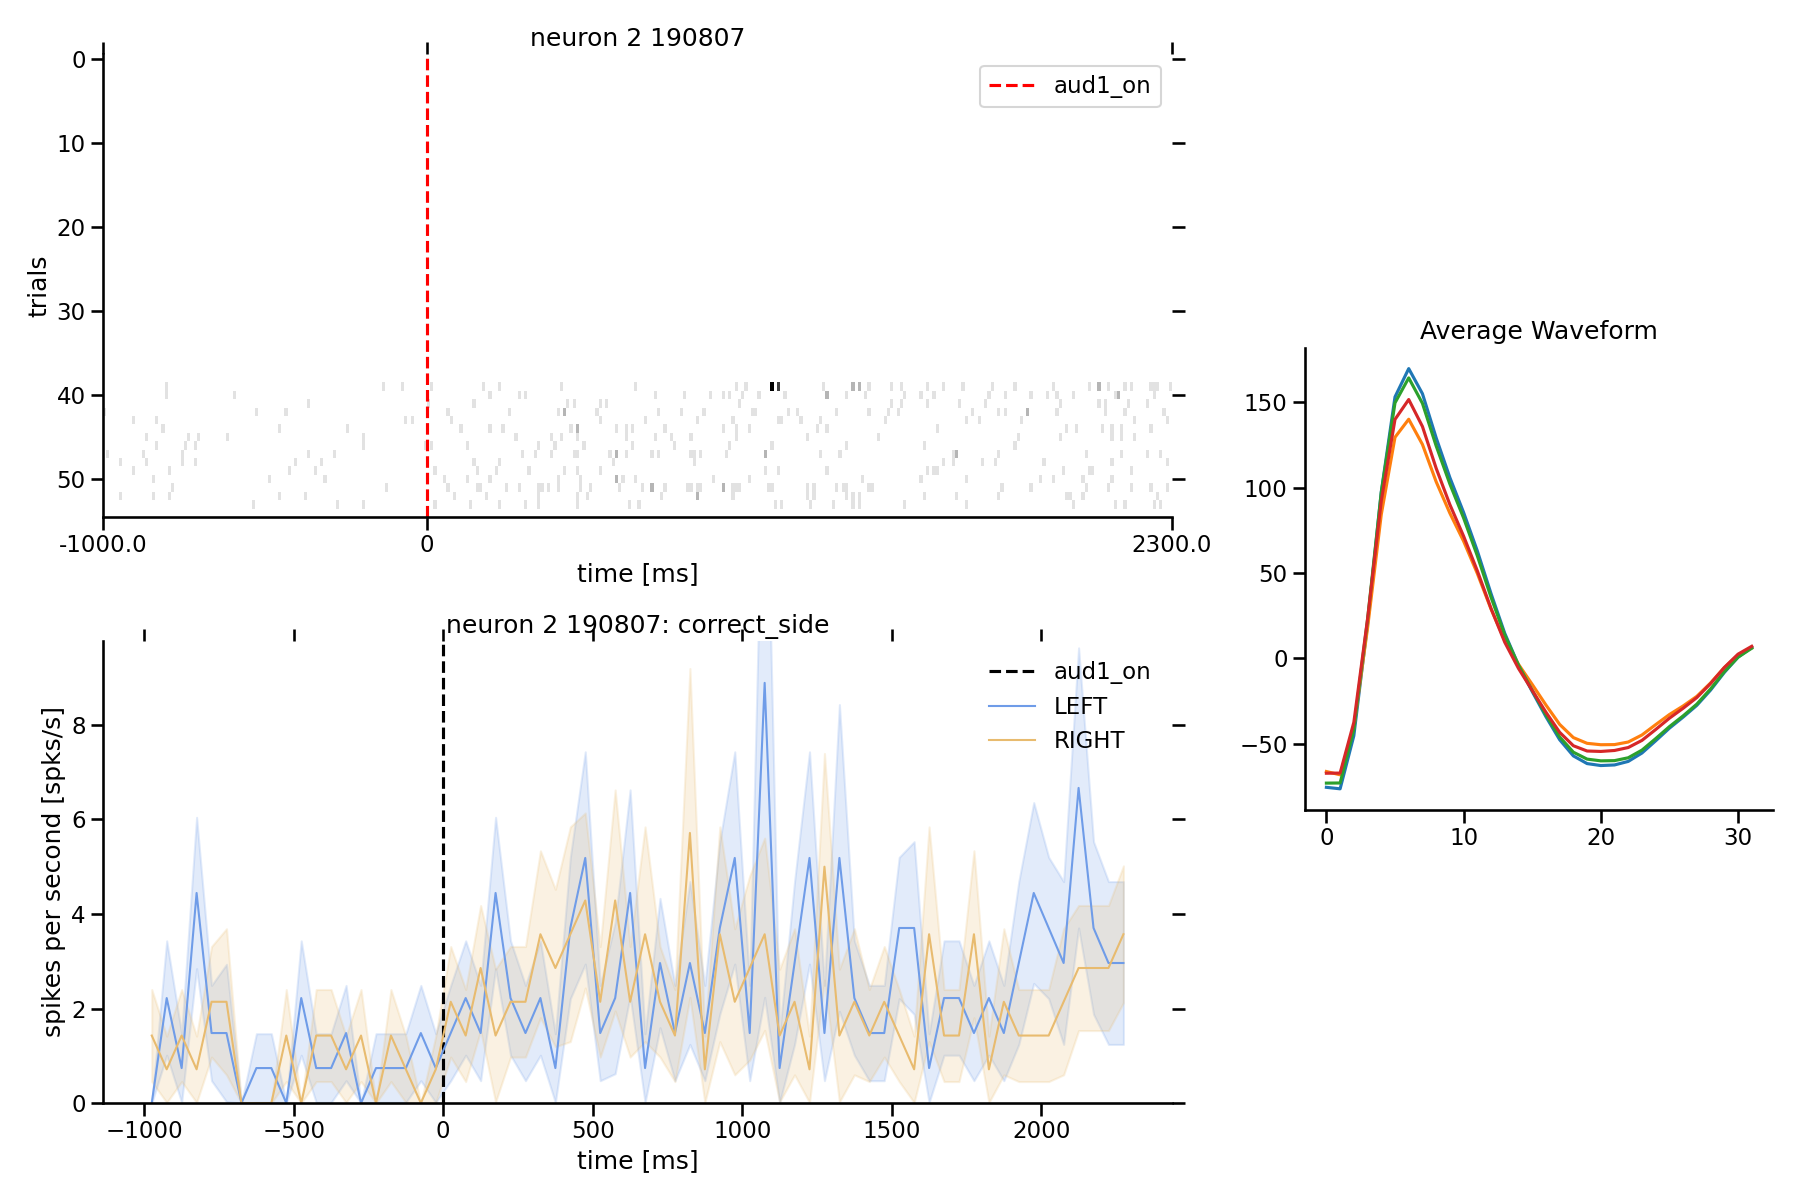 neuron 2 190807
aud1_on
trials
0
10
20
30
40
50
-1000.0
0
2300.0
time [ms]
neuron 2 190807: correct_side
aud1_on
LEFT
RIGHT
spikes per second [spks/s]
8
6
4
2
0
−1000
−500
0
500
1000
1500
2000
time [ms]
Average Waveform
150
100
50
0
−50
0
10
20
30